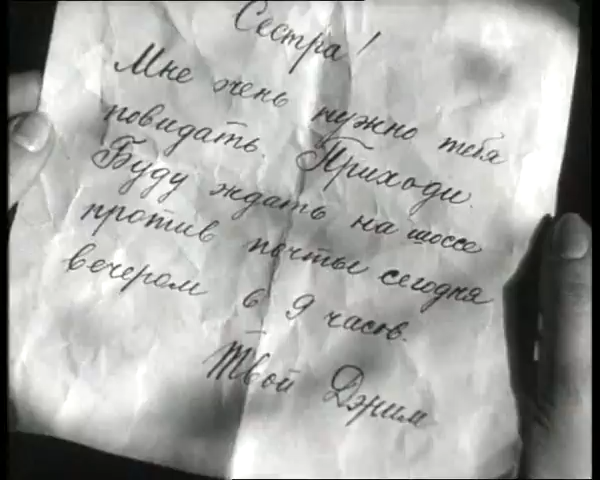 Сестра!
Мне очень нужно тебя
повидать. Приходи.
Буду ждать на шоссе
против почты сегодня
вечером в 9 часов.
Твой Джим